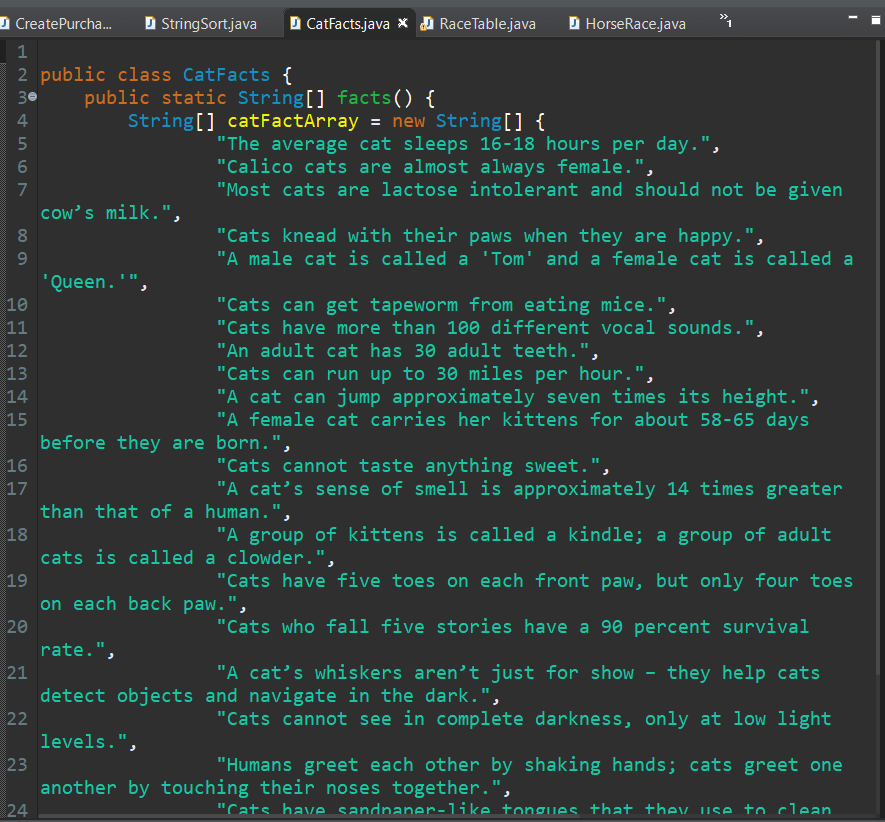 CreatePurcha... StringSort.java CatFacts.java RaceTable.java HorseRace.java »1
1
2 public class CatFacts {
3 public static String[] facts() {
4 String[] catFactArray = new String[] {
5 "The average cat sleeps 16-18 hours per day.",
6 "Calico cats are almost always female.",
7 "Most cats are lactose intolerant and should not be given
cow’s milk.",
8 "Cats knead with their paws when they are happy.",
9 "A male cat is called a 'Tom' and a female cat is called a
'Queen.'",
10 "Cats can get tapeworm from eating mice.",
11 "Cats have more than 100 different vocal sounds.",
12 "An adult cat has 30 adult teeth.",
13 "Cats can run up to 30 miles per hour.",
14 "A cat can jump approximately seven times its height.",
15 "A female cat carries her kittens for about 58-65 days
before they are born.",
16 "Cats cannot taste anything sweet.",
17 "A cat’s sense of smell is approximately 14 times greater
than that of a human.",
18 "A group of kittens is called a kindle; a group of adult
cats is called a clowder.",
19 "Cats have five toes on each front paw, but only four toes
on each back paw.",
20 "Cats who fall five stories have a 90 percent survival
rate.",
21 "A cat’s whiskers aren’t just for show – they help cats
detect objects and navigate in the dark.",
22 "Cats cannot see in complete darkness, only at low light
levels.",
23 "Humans greet each other by shaking hands; cats greet one
another by touching their noses together.",
24 "Cats have sandpaper-like tongues that they use to clean